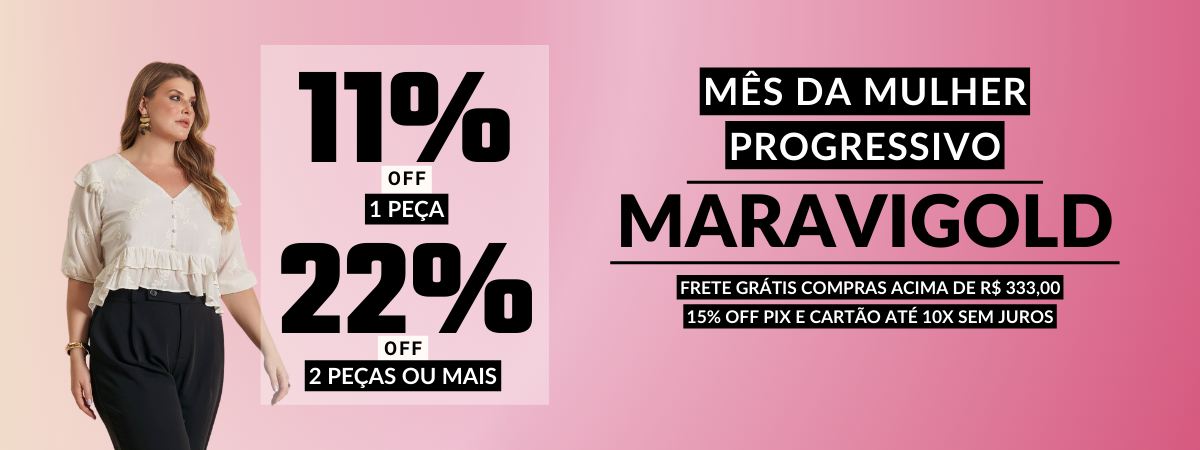 11%
OFF
1 PEÇA
22%
OFF
2 PEÇAS OU MAIS
MÊS DA MULHER
PROGRESSIVO
MARAVIGOLD
FRETE GRÁTIS COMPRAS ACIMA DE R$ 333,00
15% OFF PIX E CARTÃO ATÉ 10X SEM JUROS